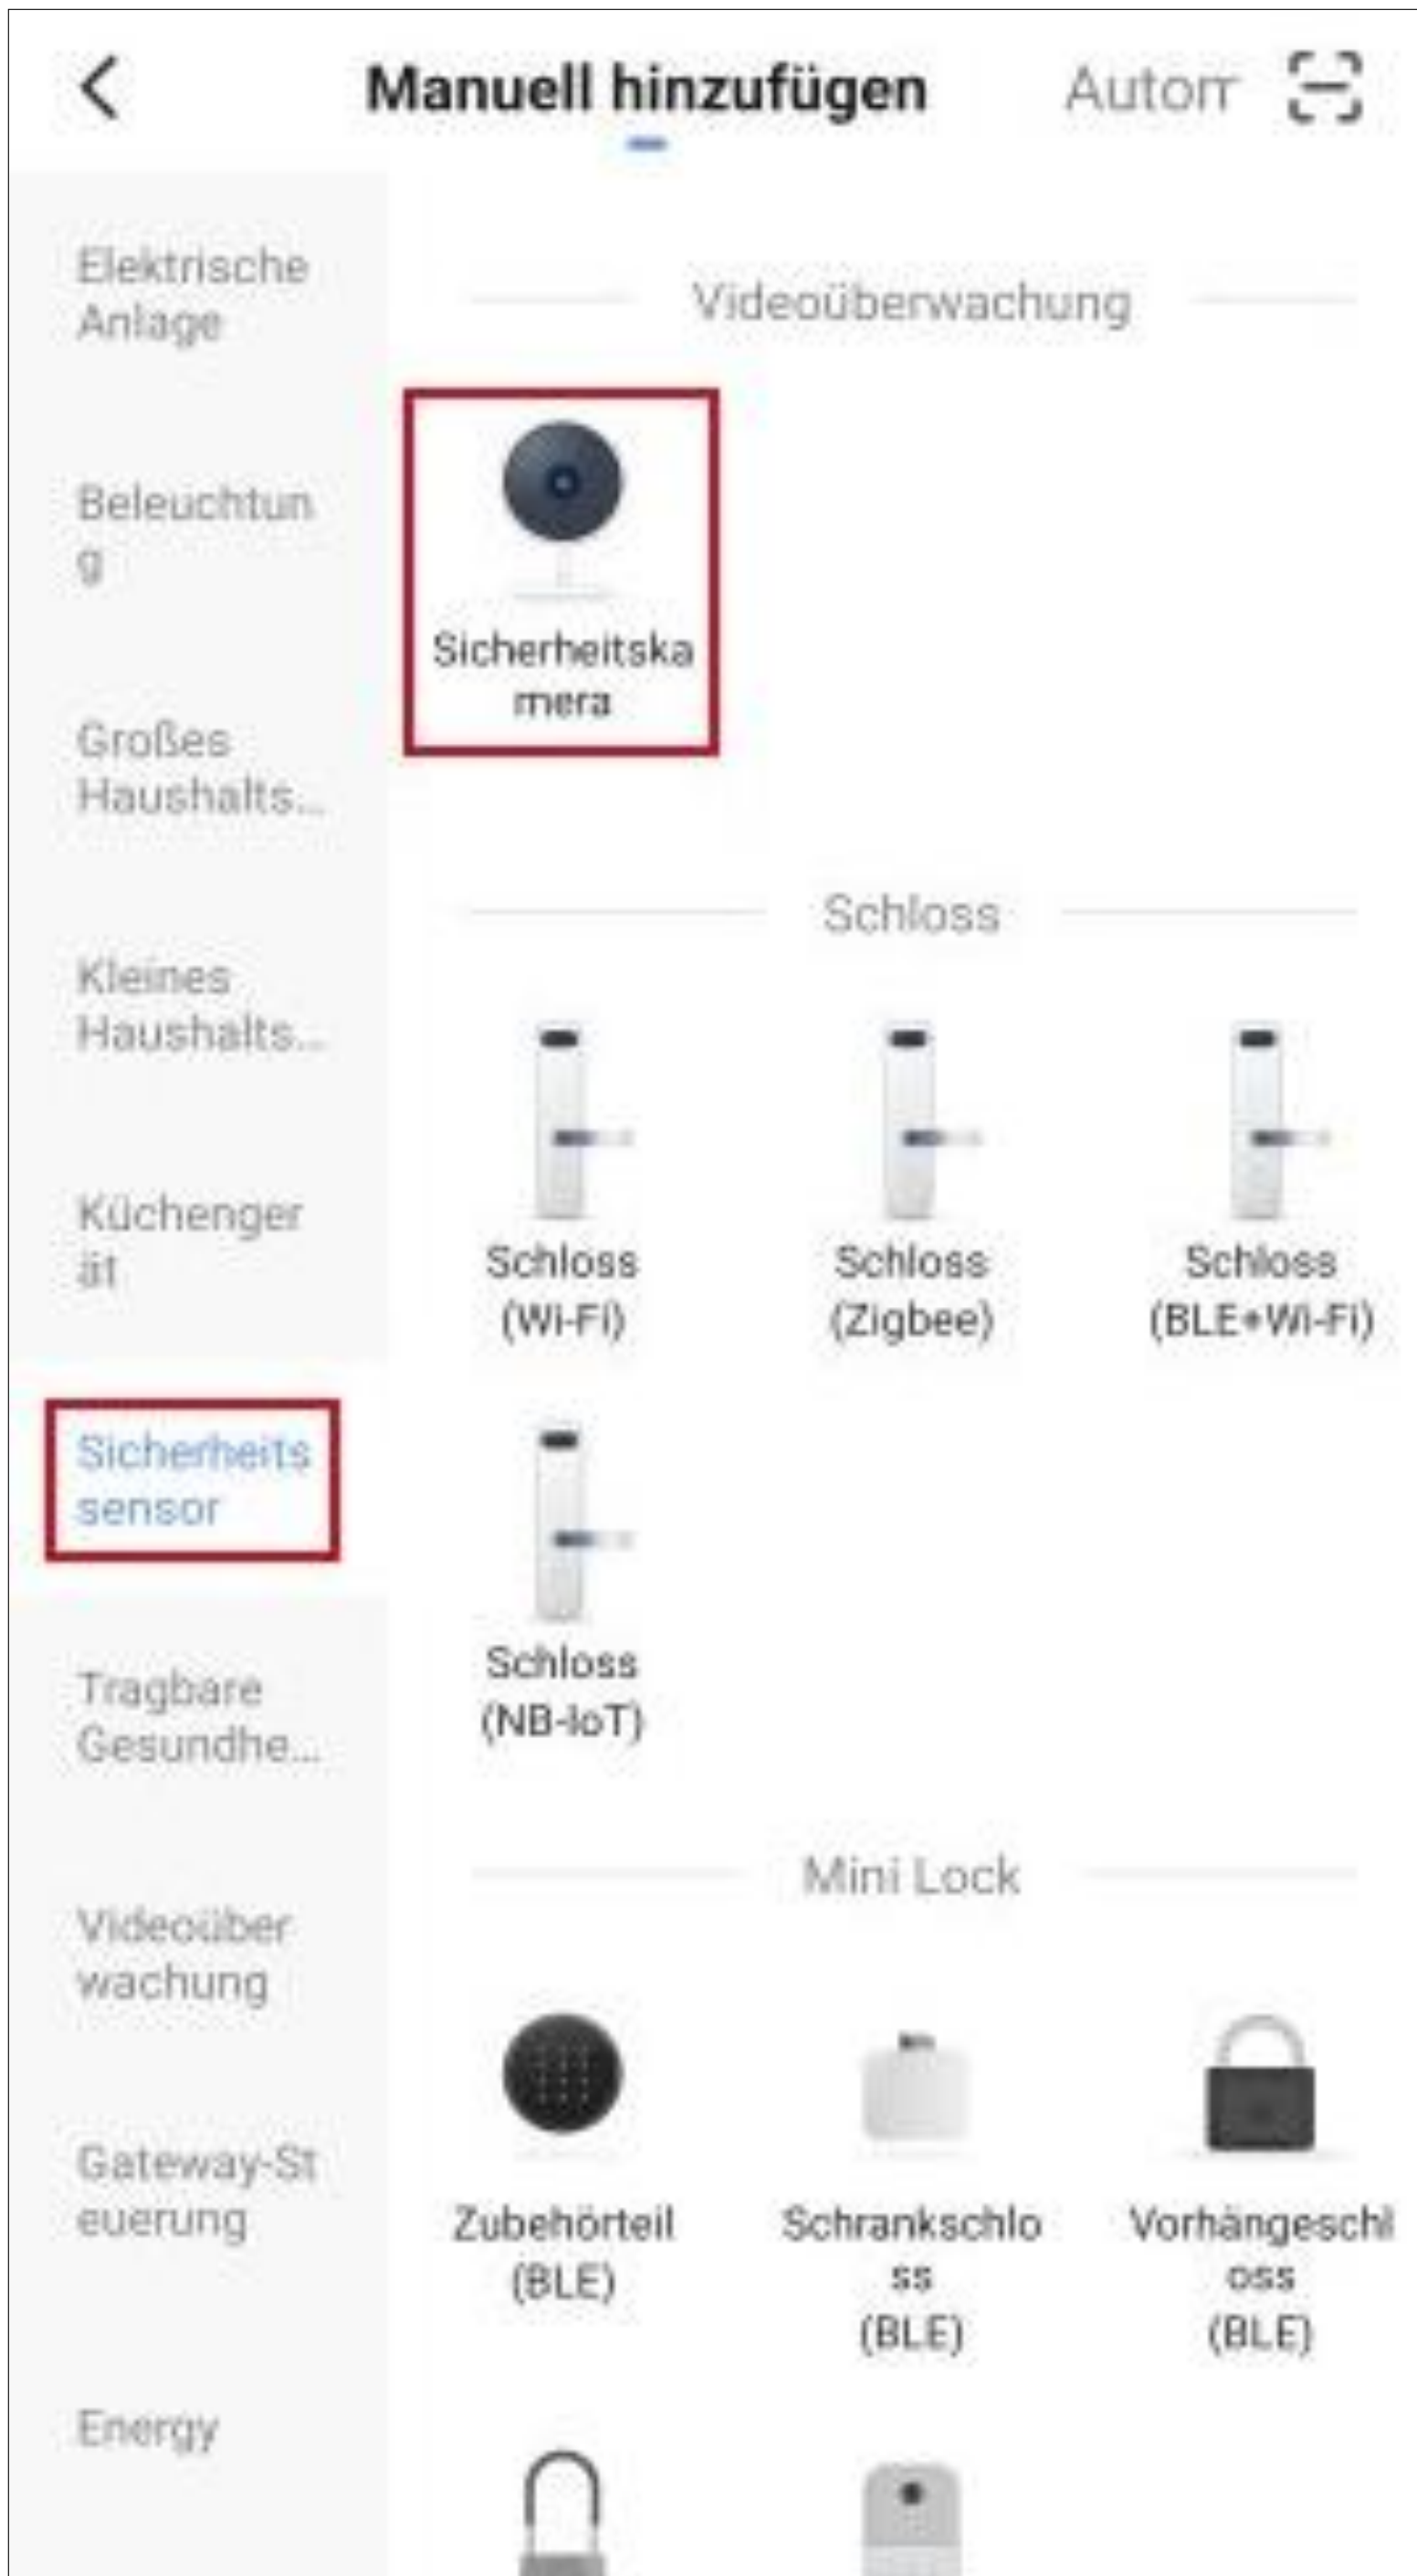 Manuell hinzufügen
Elektrische
Anlage
Beleuchtun
g
Großes
Haushalts...
Kleines
Haushalts...
Küchenger
ät
Sicherheits
sensor
Tragbare
Gesundhe...
Videoüber
wachung
Gateway-St
euerung
Energy
Videoüberwachung
Sicherheitska
mera
Schloss
Schloss
(Wi-Fi)
Schloss
(Zigbee)
Schloss
(BLE+Wi-Fi)
Schloss
(NB-IoT)
Mini Lock
Zubehörteil
(BLE)
Schrankschlo
ss
(BLE)
Vorhängeschl
oss
(BLE)